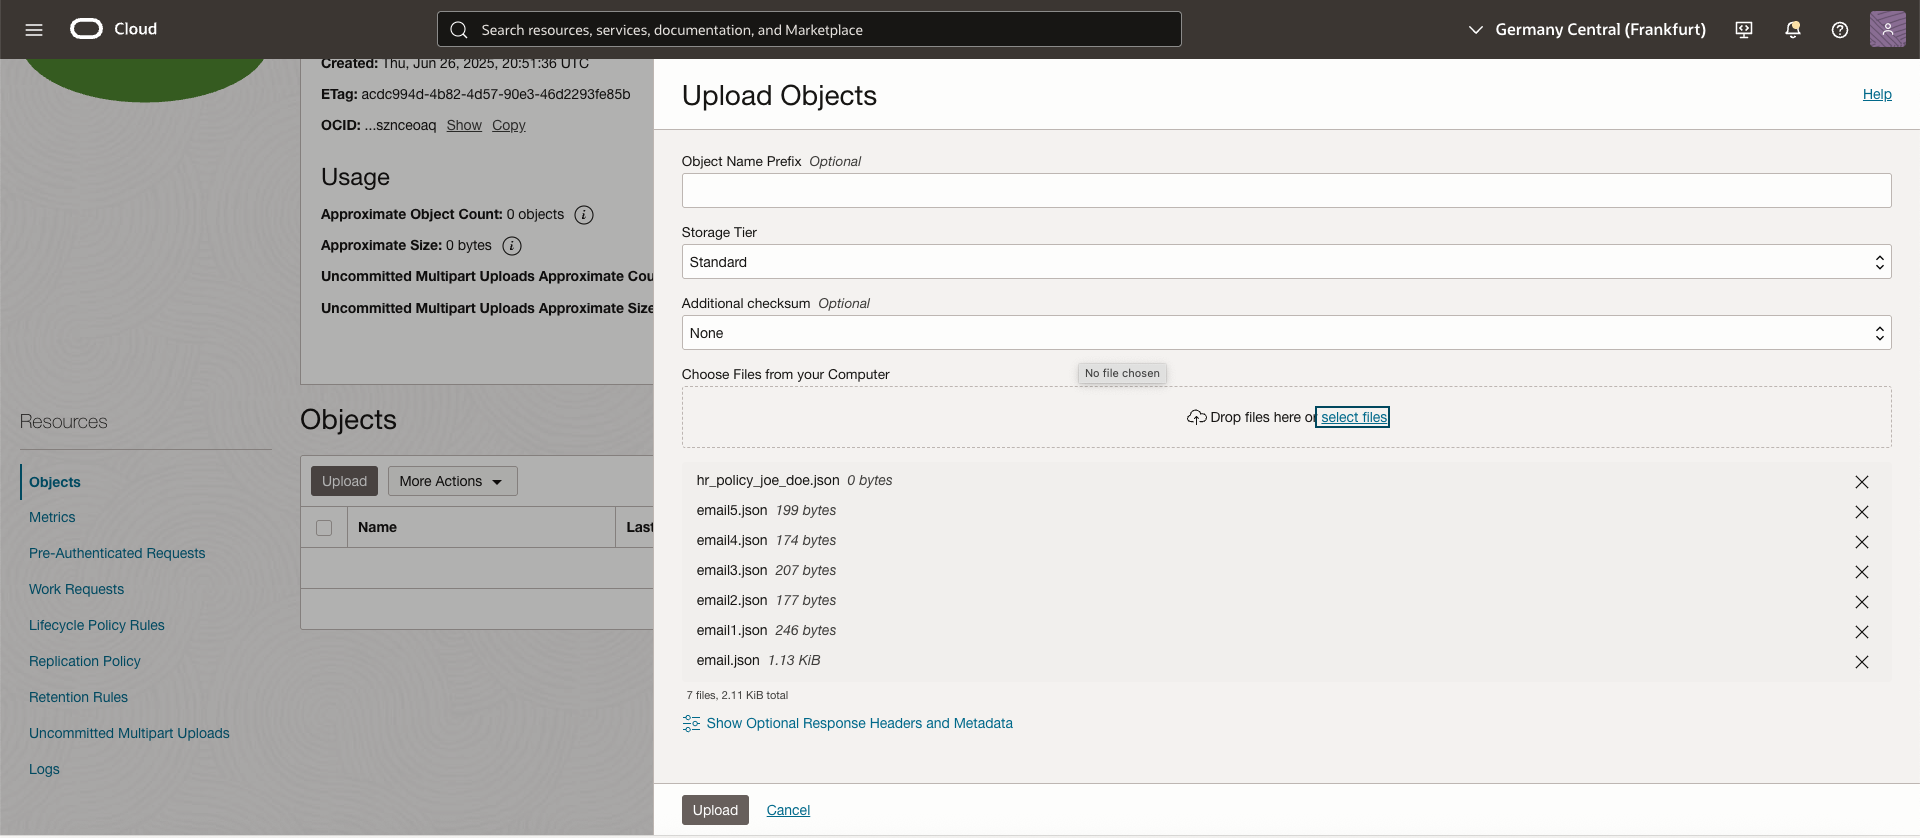 Cloud
Search resources, services, documentation, and Marketplace
Germany Central (Frankfurt)
Created: Thu, Jun 26, 2025, 20:51:36 UTC
ETag: acdc994d-4b82-4d57-90e3-46d2293fe85b
OCID: ...sznceoaq Show Copy
Usage
Approximate Object Count: 0 objects
Approximate Size: 0 bytes
Uncommitted Multipart Uploads Approximate Cou
Uncommitted Multipart Uploads Approximate Size
Resources
Objects
Metrics
Pre-Authenticated Requests
Work Requests
Lifecycle Policy Rules
Replication Policy
Retention Rules
Uncommitted Multipart Uploads
Logs
Objects
Upload More Actions
Name Last
Upload Objects
Help
Object Name Prefix Optional
Storage Tier
Standard
Additional checksum Optional
None
Choose Files from your Computer
No file chosen
Drop files here or select files
hr_policy_joe_doe.json 0 bytes
email5.json 199 bytes
email4.json 174 bytes
email3.json 207 bytes
email2.json 177 bytes
email1.json 246 bytes
email.json 1.13 KiB
7 files, 2.11 KiB total
Show Optional Response Headers and Metadata
Upload Cancel